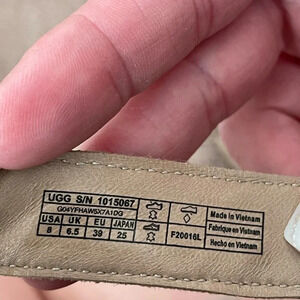 UGG S/N 1015067
G04YFHAW5X7A1DG
USA UK EU JAPAN
8 6.5 39 25
F20016L
Made in Vietnam
Fabriqué en Vietnam
Hecho en Vietnam